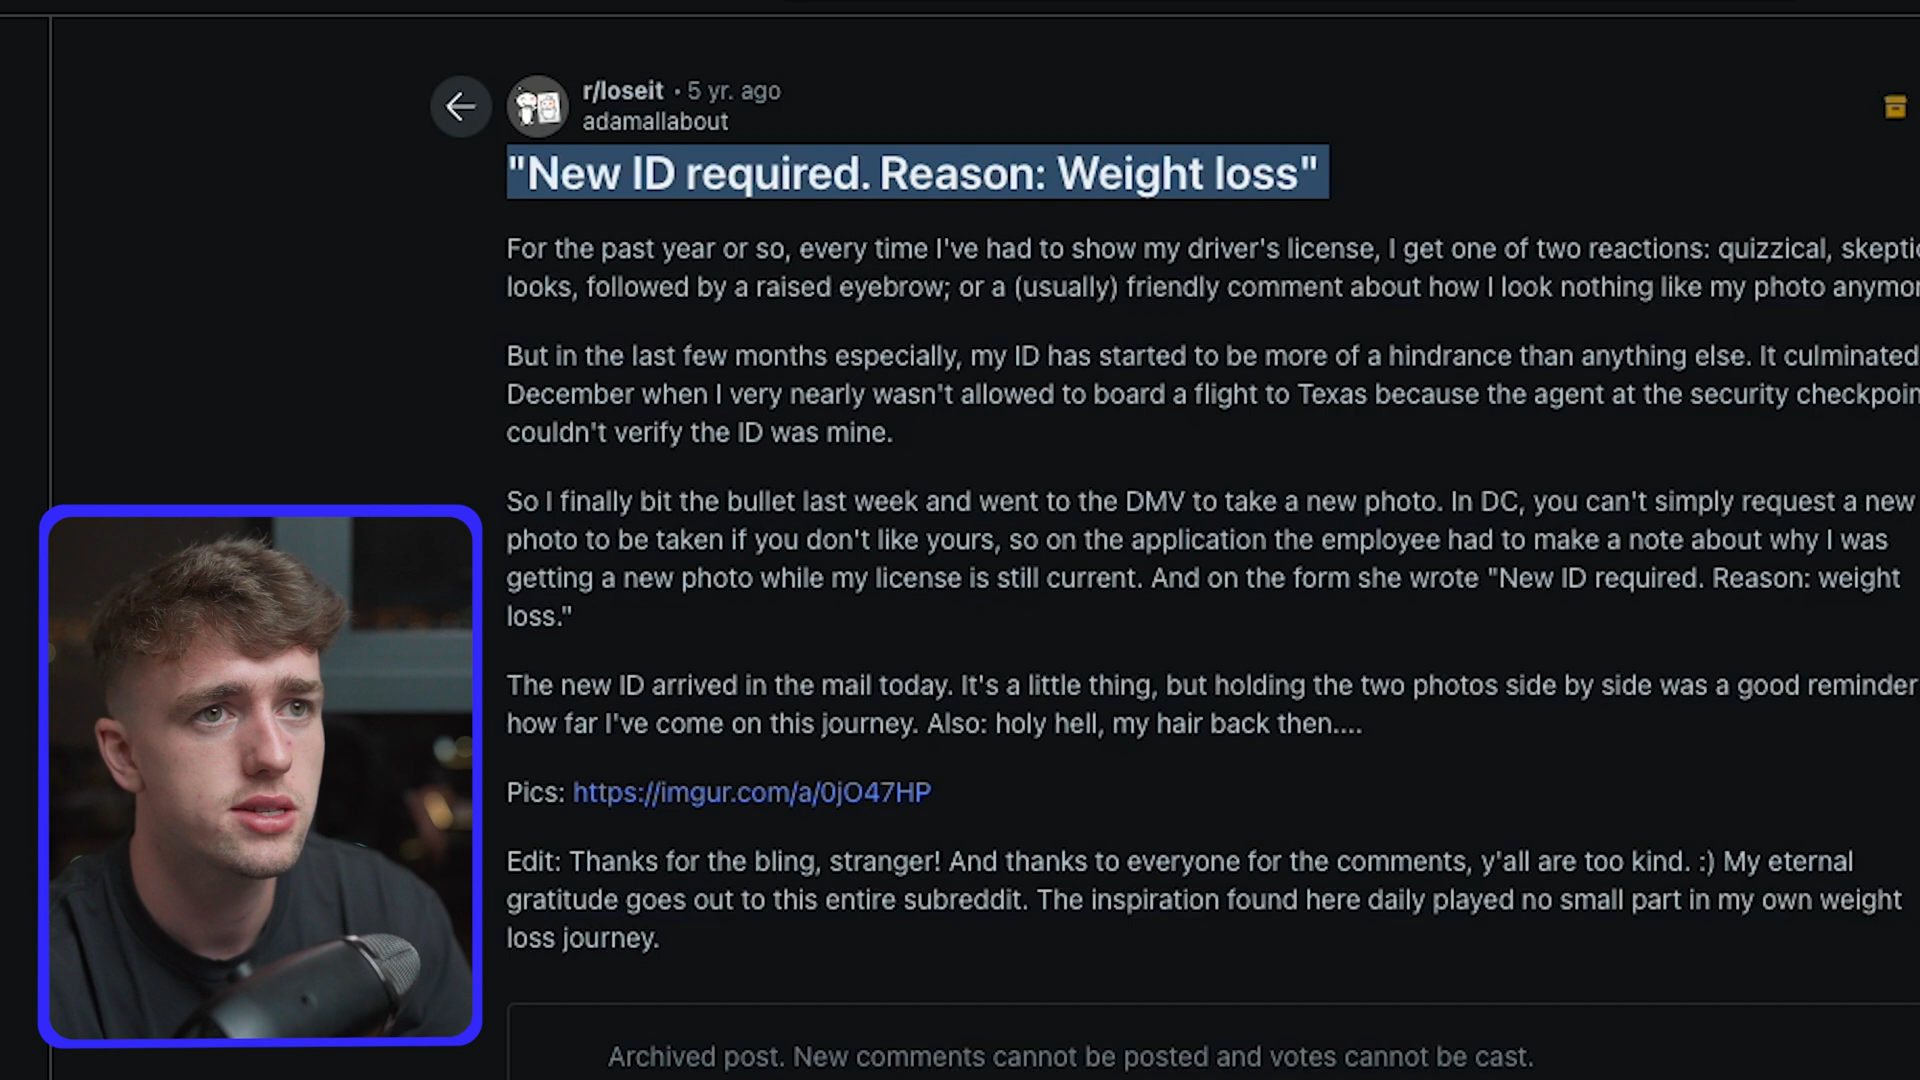 r/loseit · 5 yr. ago
adamallabout
"New ID required. Reason: Weight loss"
For the past year or so, every time I've had to show my driver's license, I get one of two reactions: quizzical,
looks, followed by a raised eyebrow; or a (usually) friendly comment about how I look nothing like my photo
But in the last few months especially, my ID has started to be more of a hindrance than anything else. It culminated
December when I very nearly wasn't allowed to board a flight to Texas because the agent at the security
couldn't verify the ID was mine.
So I finally bit the bullet last week and went to the DMV to take a new photo. In DC, you can't simply request a new
photo to be taken if you don't like yours, so on the application the employee had to make a note about why I was
getting a new photo while my license is still current. And on the form she wrote "New ID required. Reason: weight
loss."
The new ID arrived in the mail today. It's a little thing, but holding the two photos side by side was a good reminder
how far I've come on this journey. Also: holy hell, my hair back then....
Pics: https://imgur.com/a/0jO47HP
Edit: Thanks for the bling, stranger! And thanks to everyone for the comments, y'all are too kind. :) My eternal
gratitude goes out to this entire subreddit. The inspiration found here daily played no small part in my own weight
loss journey.
Archived post. New comments cannot be posted and votes cannot be cast.